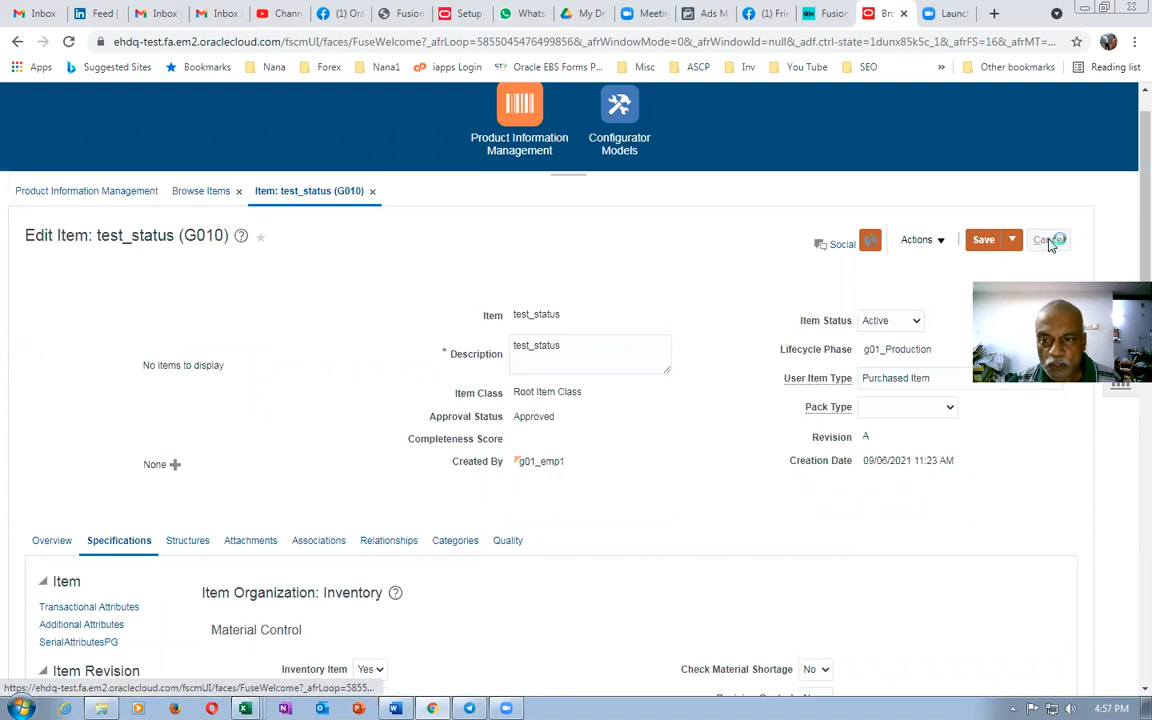 Inbox Feed | Inbox Inbox Inbox Chann (1) Ora Fusion Setup Whats. My Dr Meetin Ads M (1) Frie Fusion Bro Launch
ehdq-test.fa.em2.oraclecloud.com/fscmUI/faces/FuseWelcome?_afrLoop=5855045476499856&_afrWindowMode=0&_afrWindowId=null&_adf.ctrl-state=1dunx85k5c_1&_afrFS=16&_afrMT=...
Apps Suggested Sites Bookmarks Nana Forex Nana1 iapps Login Oracle EBS Forms P... Misc ASCP Inv You Tube SEO » Other bookmarks Reading list
Product Information Management
Configurator Models
Product Information Management Browse Items Item: test_status (G010)
Edit Item: test_status (G010)
Social Actions Save Cancel
Item test_status
Item Status Active
* Description test_status
Lifecycle Phase g01_Production
No items to display
User Item Type Purchased Item
Item Class Root Item Class
Pack Type
Approval Status Approved
Completeness Score
Revision A
Created By g01_emp1
Creation Date 09/06/2021 11:23 AM
None
Overview Specifications Structures Attachments Associations Relationships Categories Quality
Item
Item Organization: Inventory
Transactional Attributes
Additional Attributes
Material Control
SerialAttributesPG
Item Revision
Inventory Item Yes
Check Material Shortage No
https://ehdq-test.fa.em2.oraclecloud.com/fscmUI/faces/FuseWelcome?_afrLoop=5855...
4:57 PM